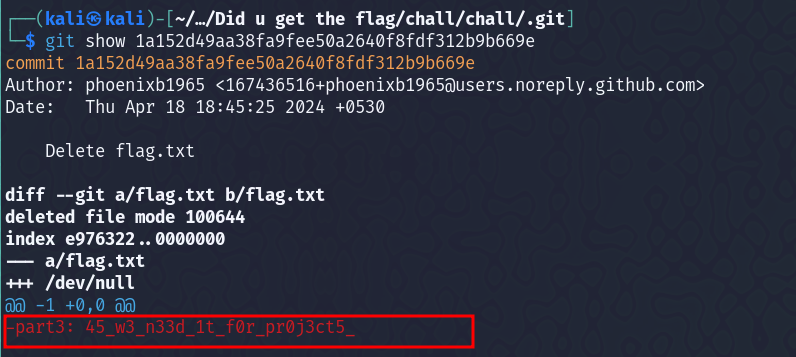 ┌──(kali㉿kali)-[~/…/Did u get the flag/chall/chall/.git]
└─$ git show 1a152d49aa38fa9fee50a2640f8fdf312b9b669e
commit 1a152d49aa38fa9fee50a2640f8fdf312b9b669e
Author: phoenixb1965 <167436516+phoenixb1965@users.noreply.github.com>
Date:   Thu Apr 18 18:45:25 2024 +0530
    Delete flag.txt
diff --git a/flag.txt b/flag.txt
deleted file mode 100644
index e976322..0000000
--- a/flag.txt
+++ /dev/null
@@ -1 +0,0 @@
-part3: 45_w3_n33d_1t_f0r_pr0j3ct5_